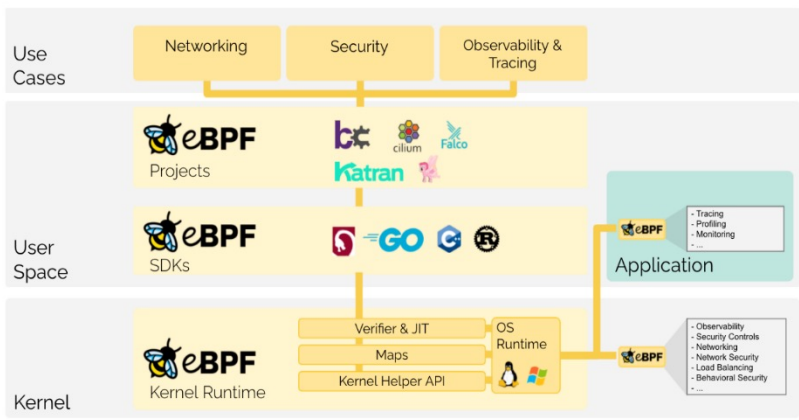 Use
Cases
Networking
Security
Observability &
Tracing
eBPF
Projects
bcc
cilium
Falco
Katran
User
Space
eBPF
SDKs
GO
C++
R
eBPF
- Tracing
- Profiling
- Monitoring
- ...
Application
Kernel
eBPF
Kernel Runtime
Verifier & JIT
Maps
Kernel Helper API
OS
Runtime
eBPF
- Observability
- Security Controls
- Networking
- Network Security
- Load Balancing
- Behavioral Security
- ...